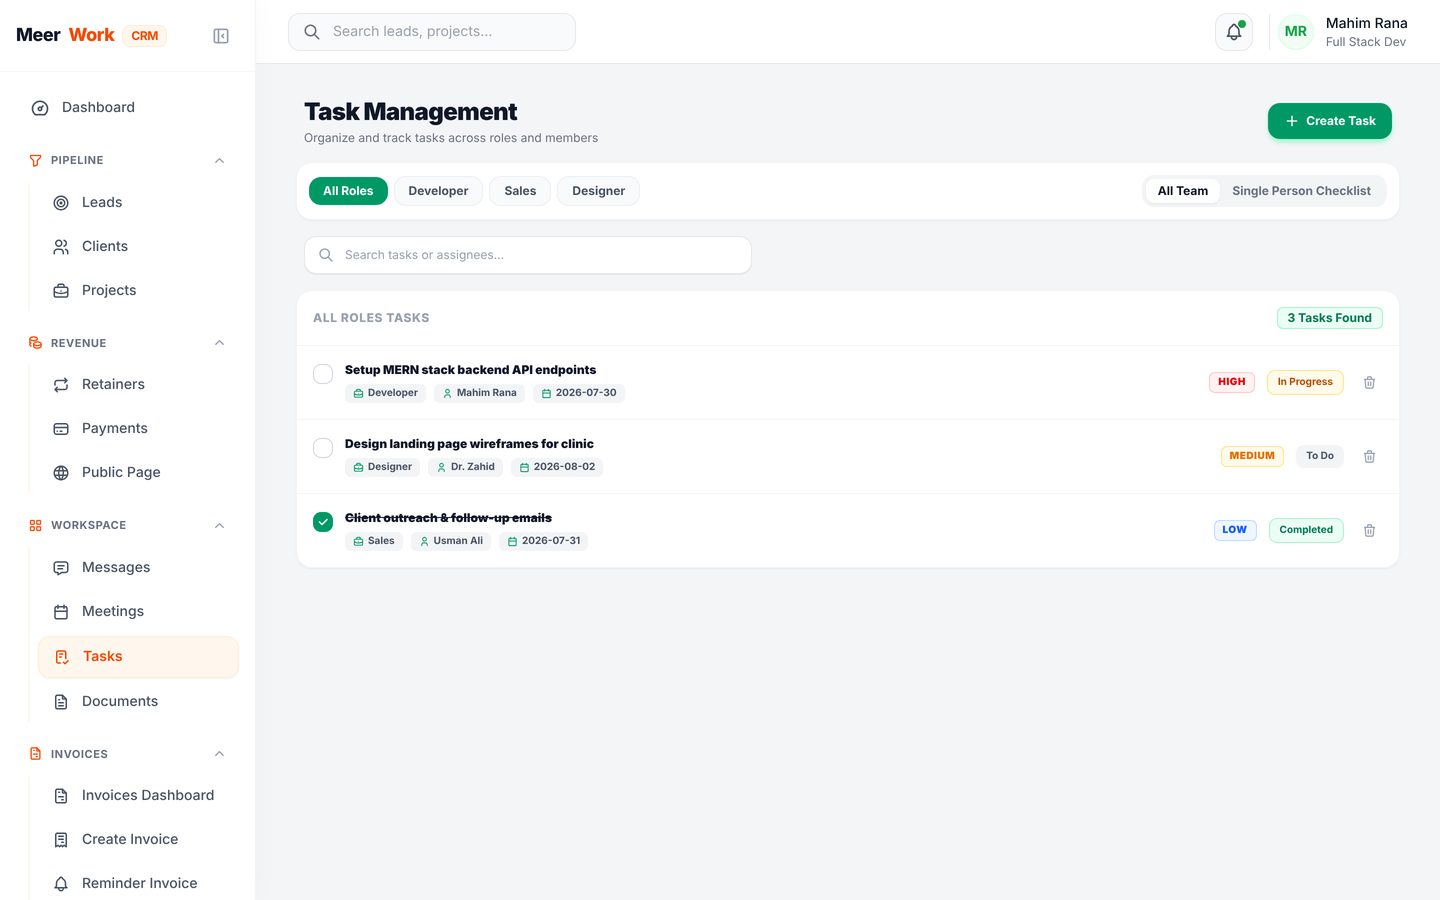 Meer Work CRM
Search leads, projects...
MR
Mahim Rana
Full Stack Dev
Dashboard
PIPELINE
Leads
Clients
Projects
REVENUE
Retainers
Payments
Public Page
WORKSPACE
Messages
Meetings
Tasks
Documents
INVOICES
Invoices Dashboard
Create Invoice
Reminder Invoice
Task Management
Organize and track tasks across roles and members
Create Task
All Roles Developer Sales Designer
All Team Single Person Checklist
Search tasks or assignees...
ALL ROLES TASKS
3 Tasks Found
Setup MERN stack backend API endpoints
Developer Mahim Rana 2026-07-30
HIGH In Progress
Design landing page wireframes for clinic
Designer Dr. Zahid 2026-08-02
MEDIUM To Do
Client outreach & follow-up emails
Sales Usman Ali 2026-07-31
LOW Completed